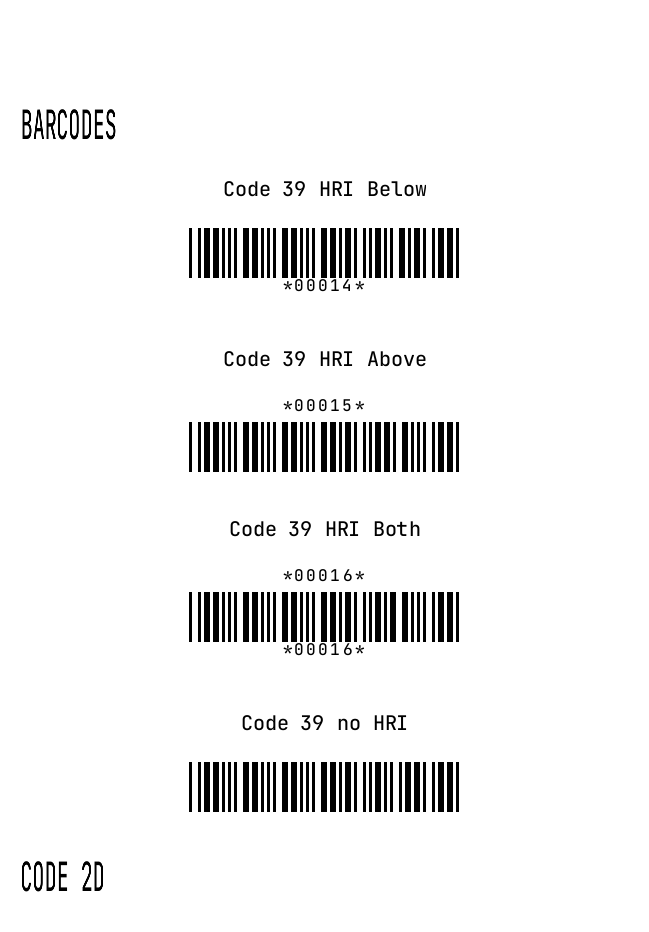 BARCODES
Code 39 HRI Below
*00014*
Code 39 HRI Above
*00015*
Code 39 HRI Both
*00016*
*00016*
Code 39 no HRI
CODE 2D